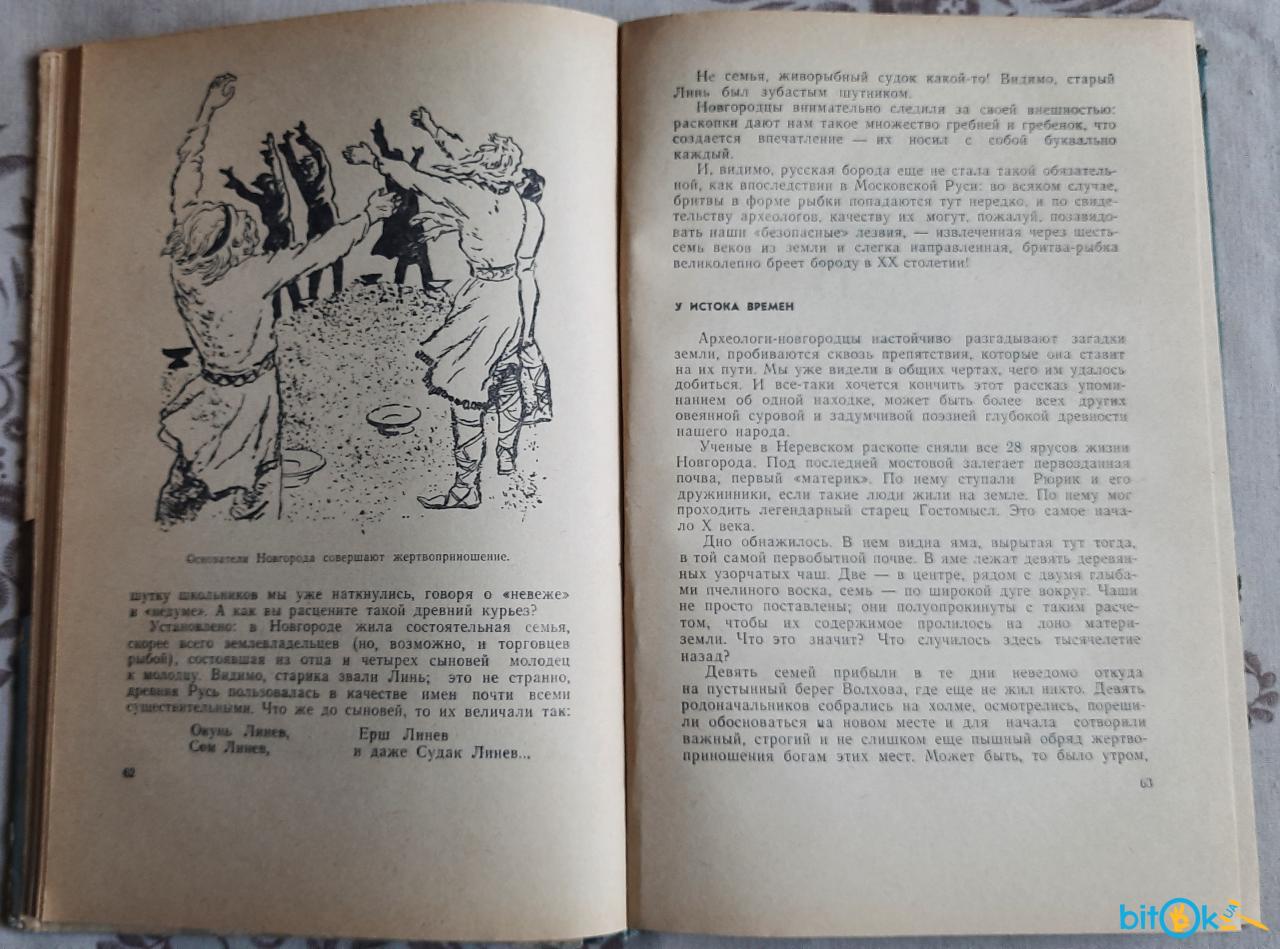 Основатели Новгорода совершают жертвоприношение.
шутку школьников мы уже наткнулись, говоря о «невеже»
и «недуме». А как вы расцените такой древний курьез?
Установлено: в Новгороде жила состоятельная семья,
скорее всего землевладельцев (но, возможно, и торговцев
рыбой), состоявшая из отца и четырех сыновей молодец
к молодцу. Видимо, старика звали Линь; это не странно,
древняя Русь пользовалась в качестве имен почти всеми
существительными. Что же до сыновей, то их величали так:
Окунь Линев, Ерш Линев
Сом Линев, и даже Судак Линев...
62
Не семья, живорыбный судок какой-то! Видимо, старый
Линь был зубастым шутником.
Новгородцы внимательно следили за своей внешностью:
раскопки дают нам такое множество гребней и гребенок, что
создается впечатление — их носил с собой буквально
каждый.
И, видимо, русская борода еще не стала такой обязатель-
ной, как впоследствии в Московской Руси: во всяком случае,
бритвы в форме рыбки попадаются тут нередко, и по свиде-
тельству археологов, качеству их могут, пожалуй, позавидо-
вать наши «безопасные» лезвия, — извлеченная через шесть-
семь веков из земли и слегка направленная, бритва-рыбка
великолепно бреет бороду в XX столетии!
У ИСТОКА ВРЕМЕН
Археологи-новгородцы настойчиво разгадывают загадки
земли, пробиваются сквозь препятствия, которые она ставит
на их пути. Мы уже видели в общих чертах, чего им удалось
добиться. И все-таки хочется кончить этот рассказ упоми-
нанием об одной находке, может быть более всех других
овеянной суровой и задумчивой поэзией глубокой древности
нашего народа.
Ученые в Неревском раскопе сняли все 28 ярусов жизни
Новгорода. Под последней мостовой залегает первозданная
почва, первый «материк». По нему ступали Рюрик и его
дружинники, если такие люди жили на земле. По нему мог
проходить легендарный старец Гостомысл. Это самое нача-
ло X века.
Дно обнажилось. В нем видна яма, вырытая тут тогда,
в той самой первобытной почве. В яме лежат девять деревян-
ных узорчатых чаш. Две — в центре, рядом с двумя глыба-
ми пчелиного воска, семь — по широкой дуге вокруг. Чаши
не просто поставлены; они полуопрокинуты с таким расче-
том, чтобы их содержимое пролилось на лоно матери-
земли. Что это значит? Что случилось здесь тысячелетие
назад?
Девять семей прибыли в те дни неведомо откуда
на пустынный берег Волхова, где еще не жил никто. Девять
родоначальников собрались на холме, осмотрелись, пореши-
ли обосноваться на новом месте и для начала сотворили
важный, строгий и не слишком еще пышный обряд жертво-
приношения богам этих мест. Может быть, то было утром,
63
bitOk UA